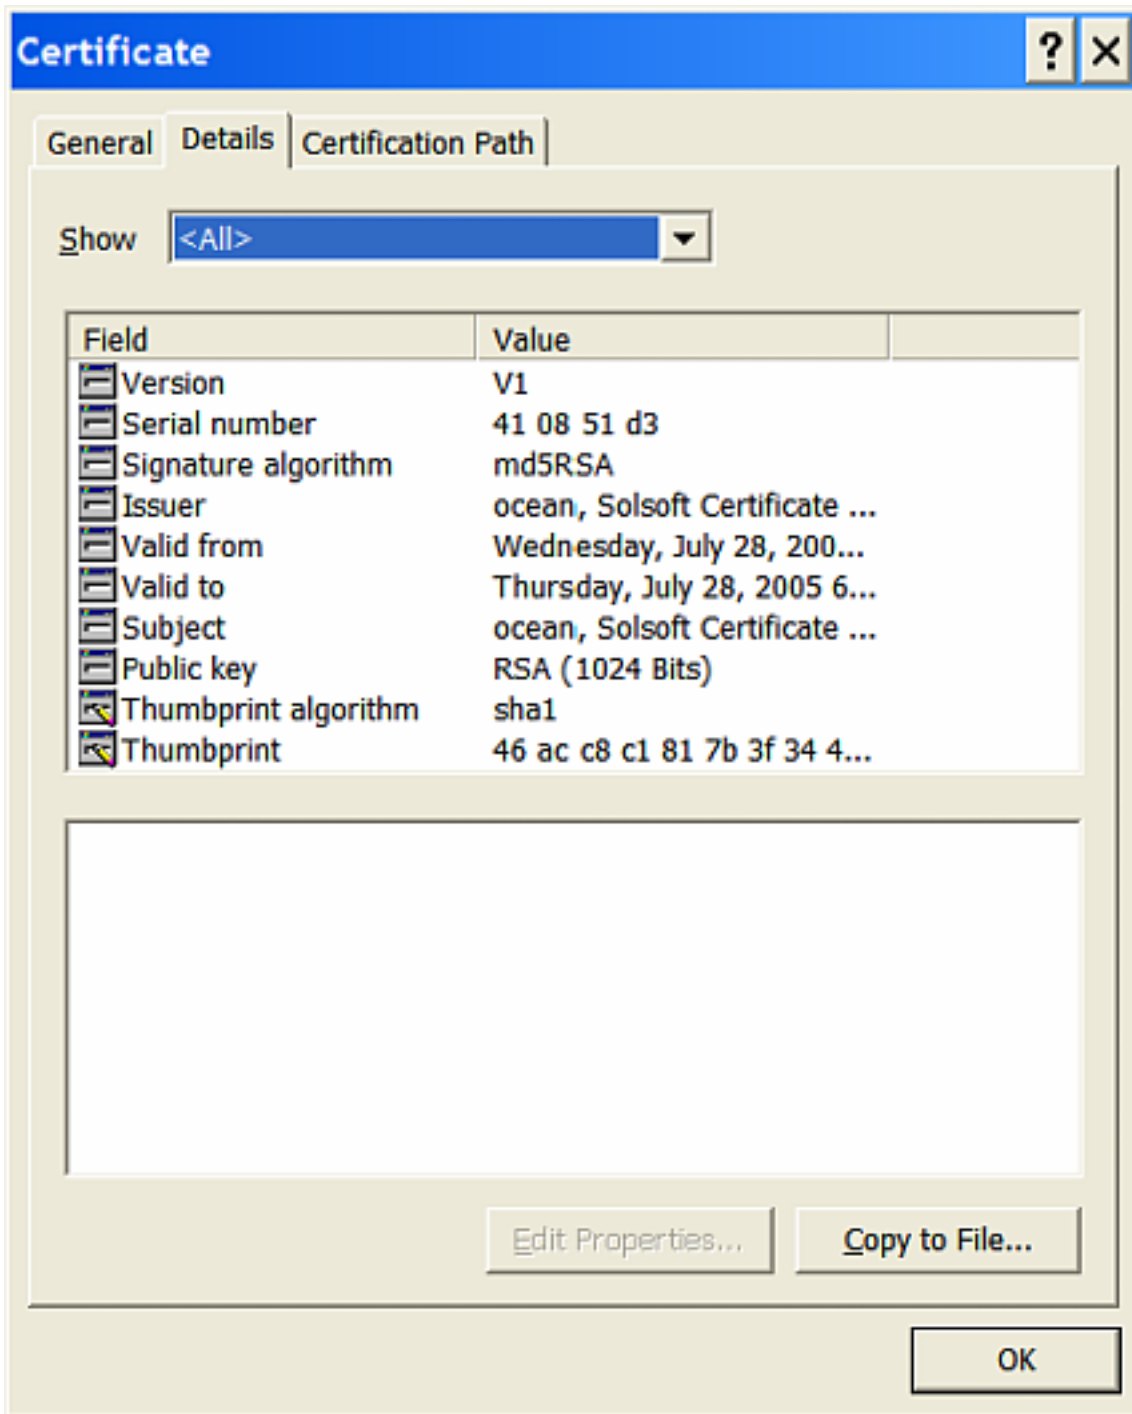 Certificate
General Details Certification Path
Show <All>
Field Value
Version V1
Serial number 41 08 51 d3
Signature algorithm md5RSA
Issuer ocean, Solsoft Certificate ...
Valid from Wednesday, July 28, 200...
Valid to Thursday, July 28, 2005 6...
Subject ocean, Solsoft Certificate ...
Public key RSA (1024 Bits)
Thumbprint algorithm sha1
Thumbprint 46 ac c8 c1 81 7b 3f 34 4...
Edit Properties... Copy to File...
OK